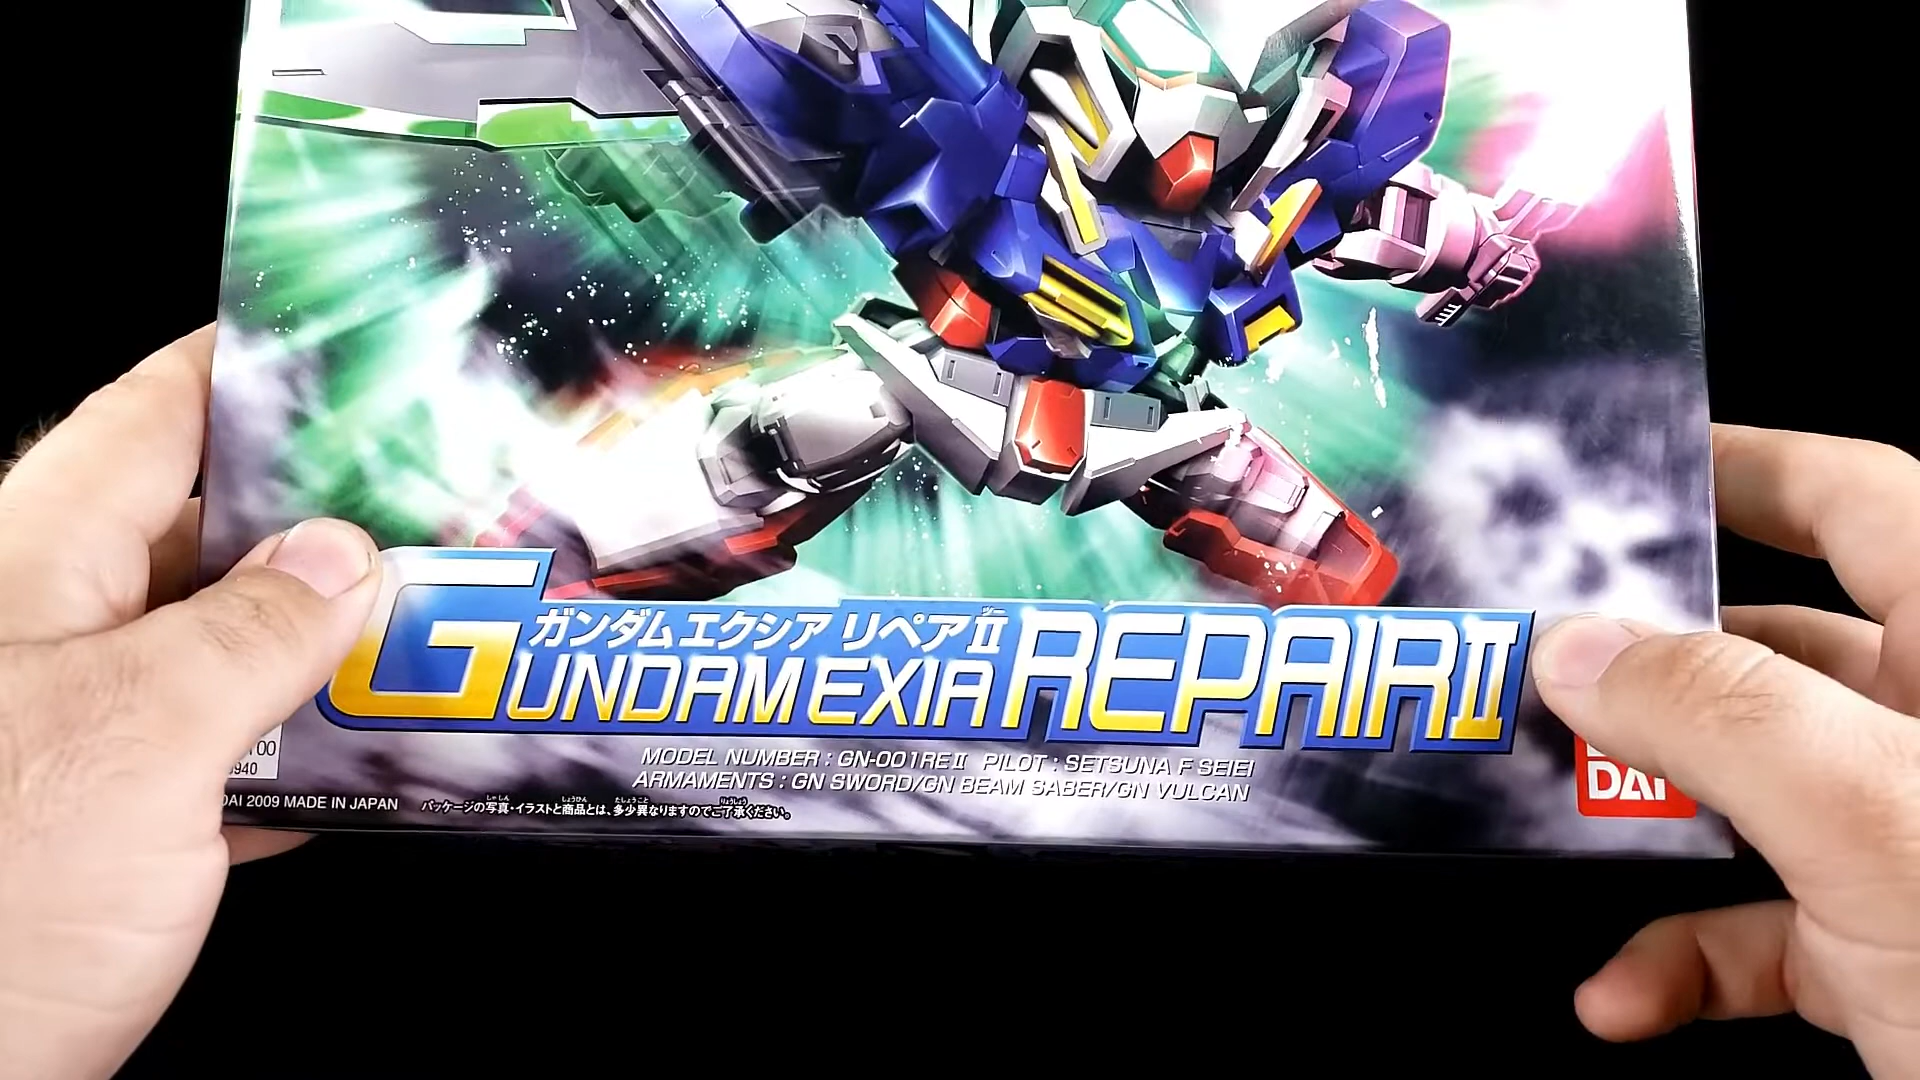 ガンダムエクシア リペアII
GUNDAM EXIA REPAIR II
MODEL NUMBER : GN-001REII PILOT : SETSUNA F SEIEI
ARMAMENTS : GN SWORD/GN BEAM SABER/GN VULCAN
DAI 2009 MADE IN JAPAN
パッケージの写真・イラストと商品とは、多少異なりますのでご了承ください。
DAI